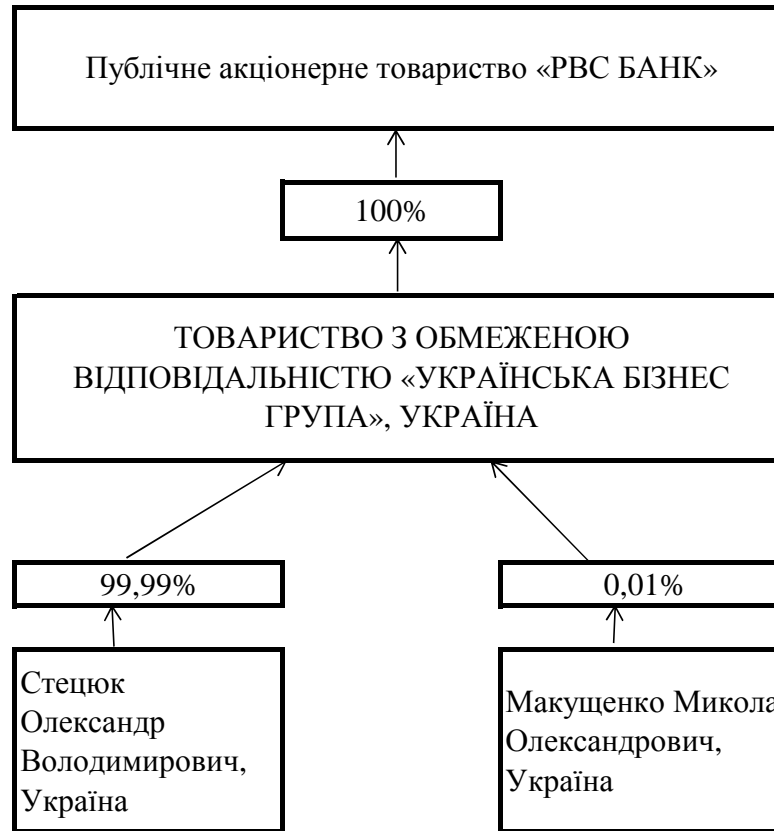 Публічне акціонерне товариство «РВС БАНК»
100%
ТОВАРИСТВО З ОБМЕЖЕНОЮ
ВІДПОВІДАЛЬНІСТЮ «УКРАЇНСЬКА БІЗНЕС
ГРУПА», УКРАЇНА
99,99%
0,01%
Стецюк
Олександр
Володимирович,
Україна
Макущенко Микола
Олександрович,
Україна